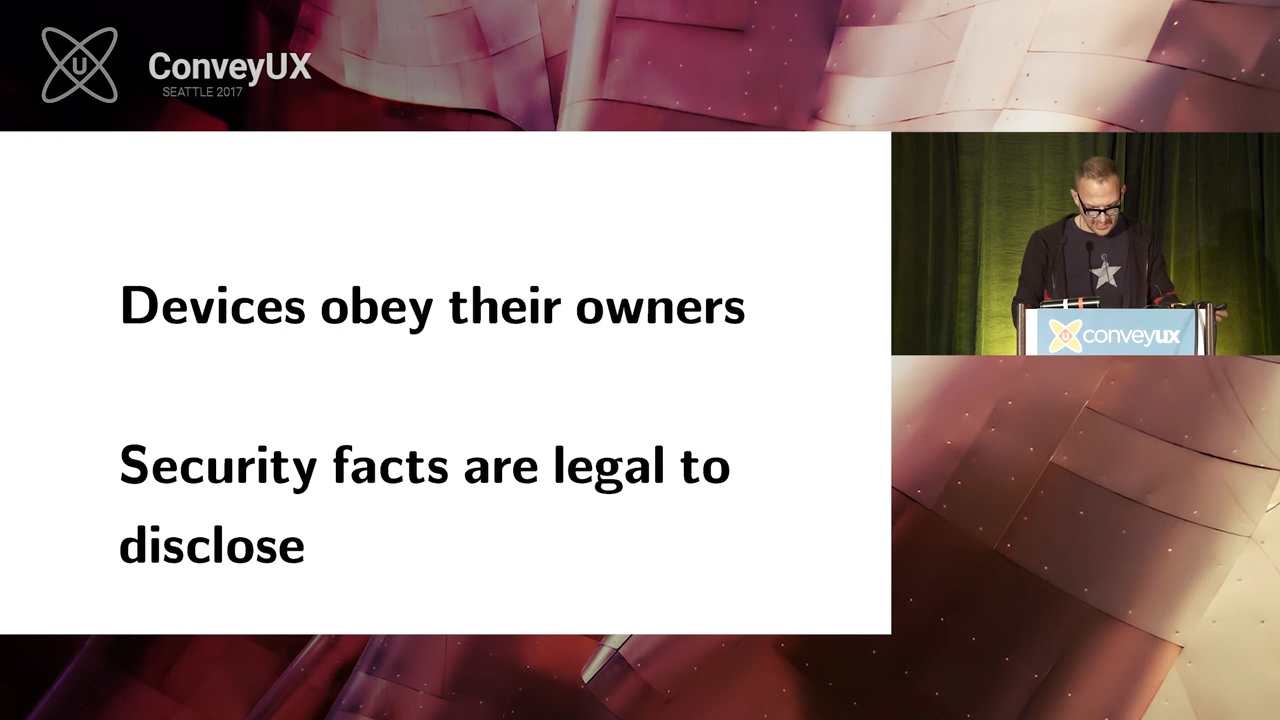 U
ConveyUX
SEATTLE 2017
Devices obey their owners
Security facts are legal to
disclose
U conveyux